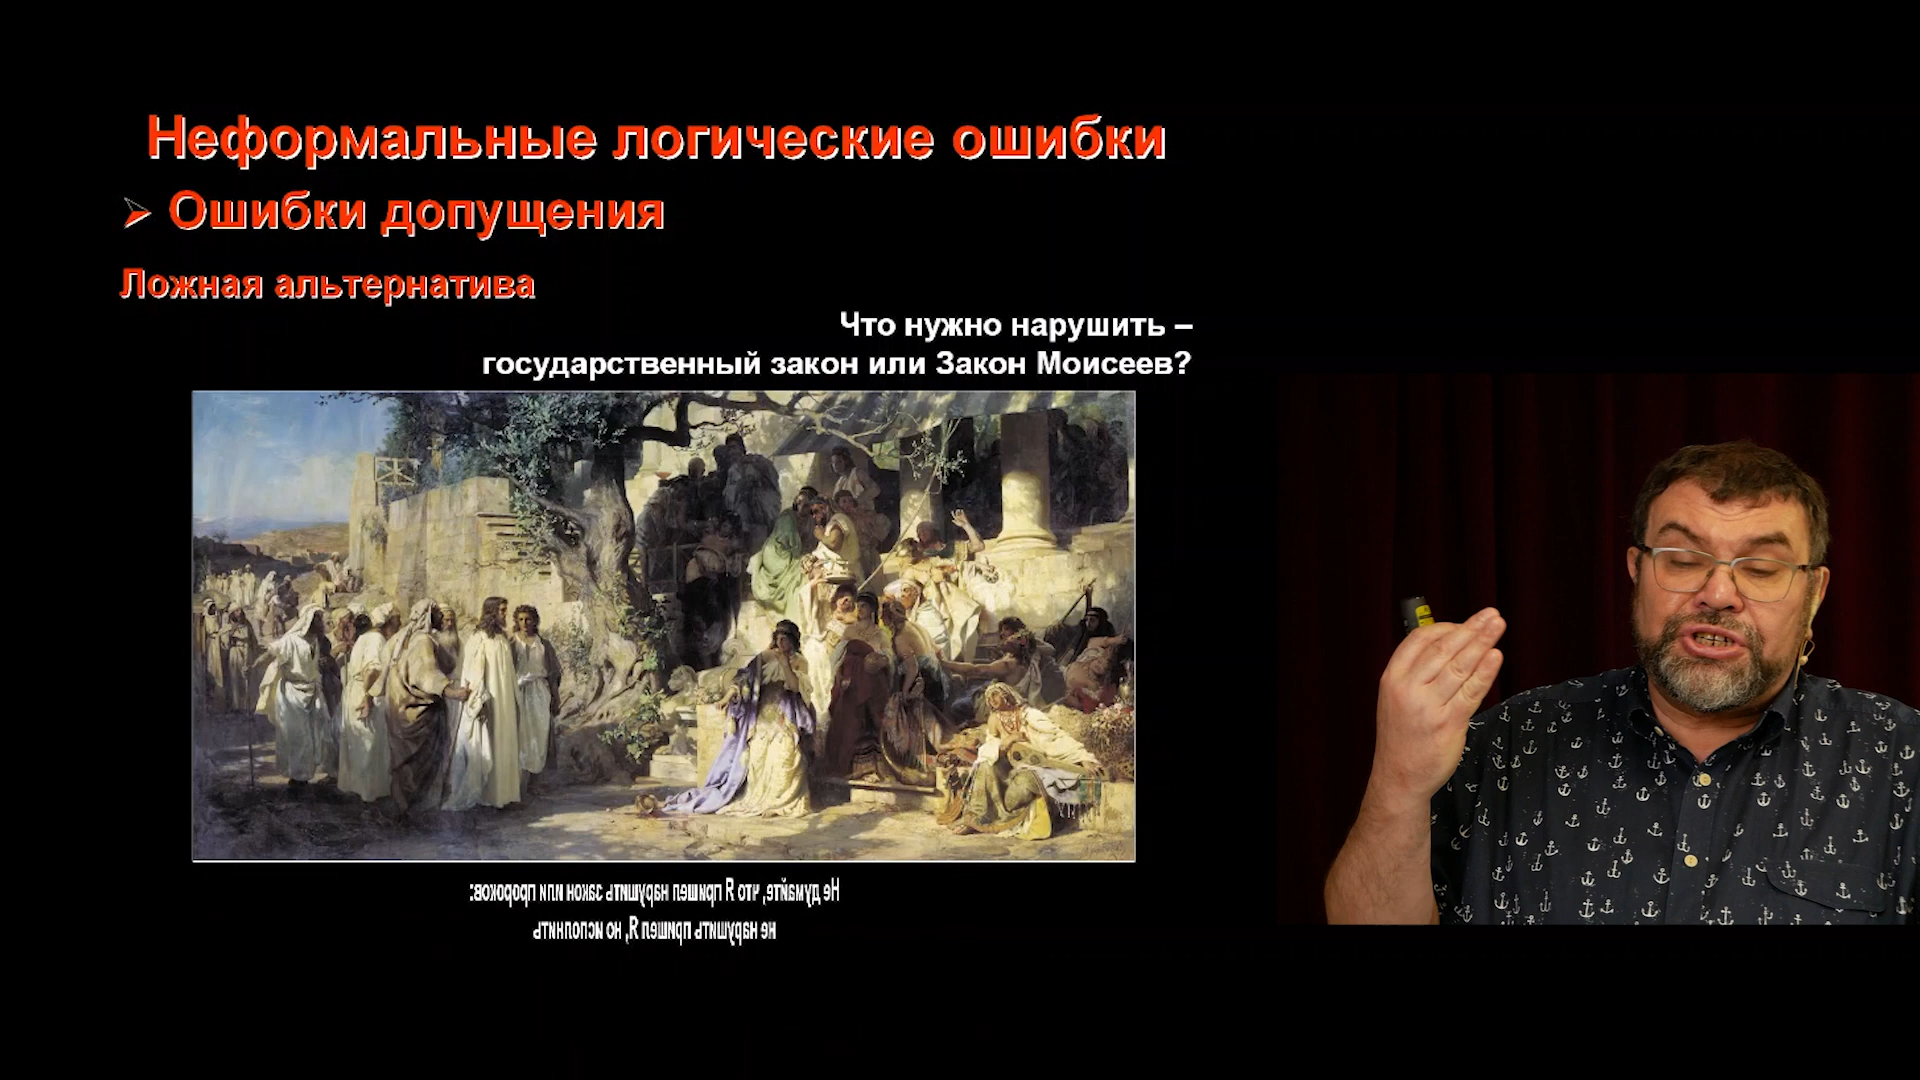 Неформальные логические ошибки
Ошибки допущения
Ложная альтернатива
Что нужно нарушить –
государственный закон или Закон Моисеев?
Не думайте, что Я пришел нарушить закон или пророков:
не нарушить пришел Я, но исполнить